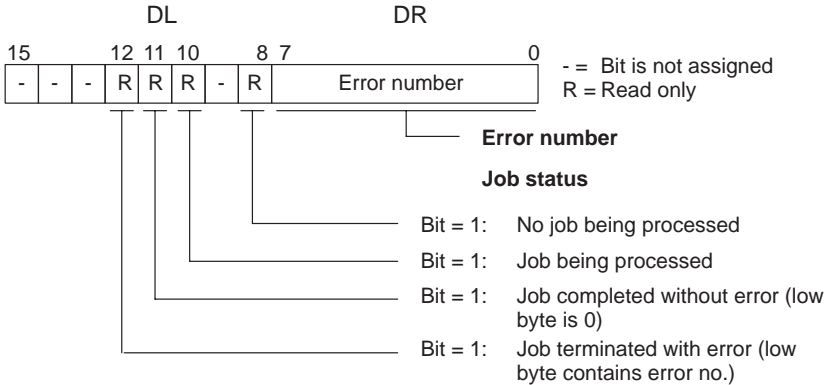 DL DR
15 12 11 10 8 7 0
- - - R R R - R Error number
- = Bit is not assigned
R = Read only
Error number
Job status
Bit = 1: No job being processed
Bit = 1: Job being processed
Bit = 1: Job completed without error (low
byte is 0)
Bit = 1: Job terminated with error (low
byte contains error no.)